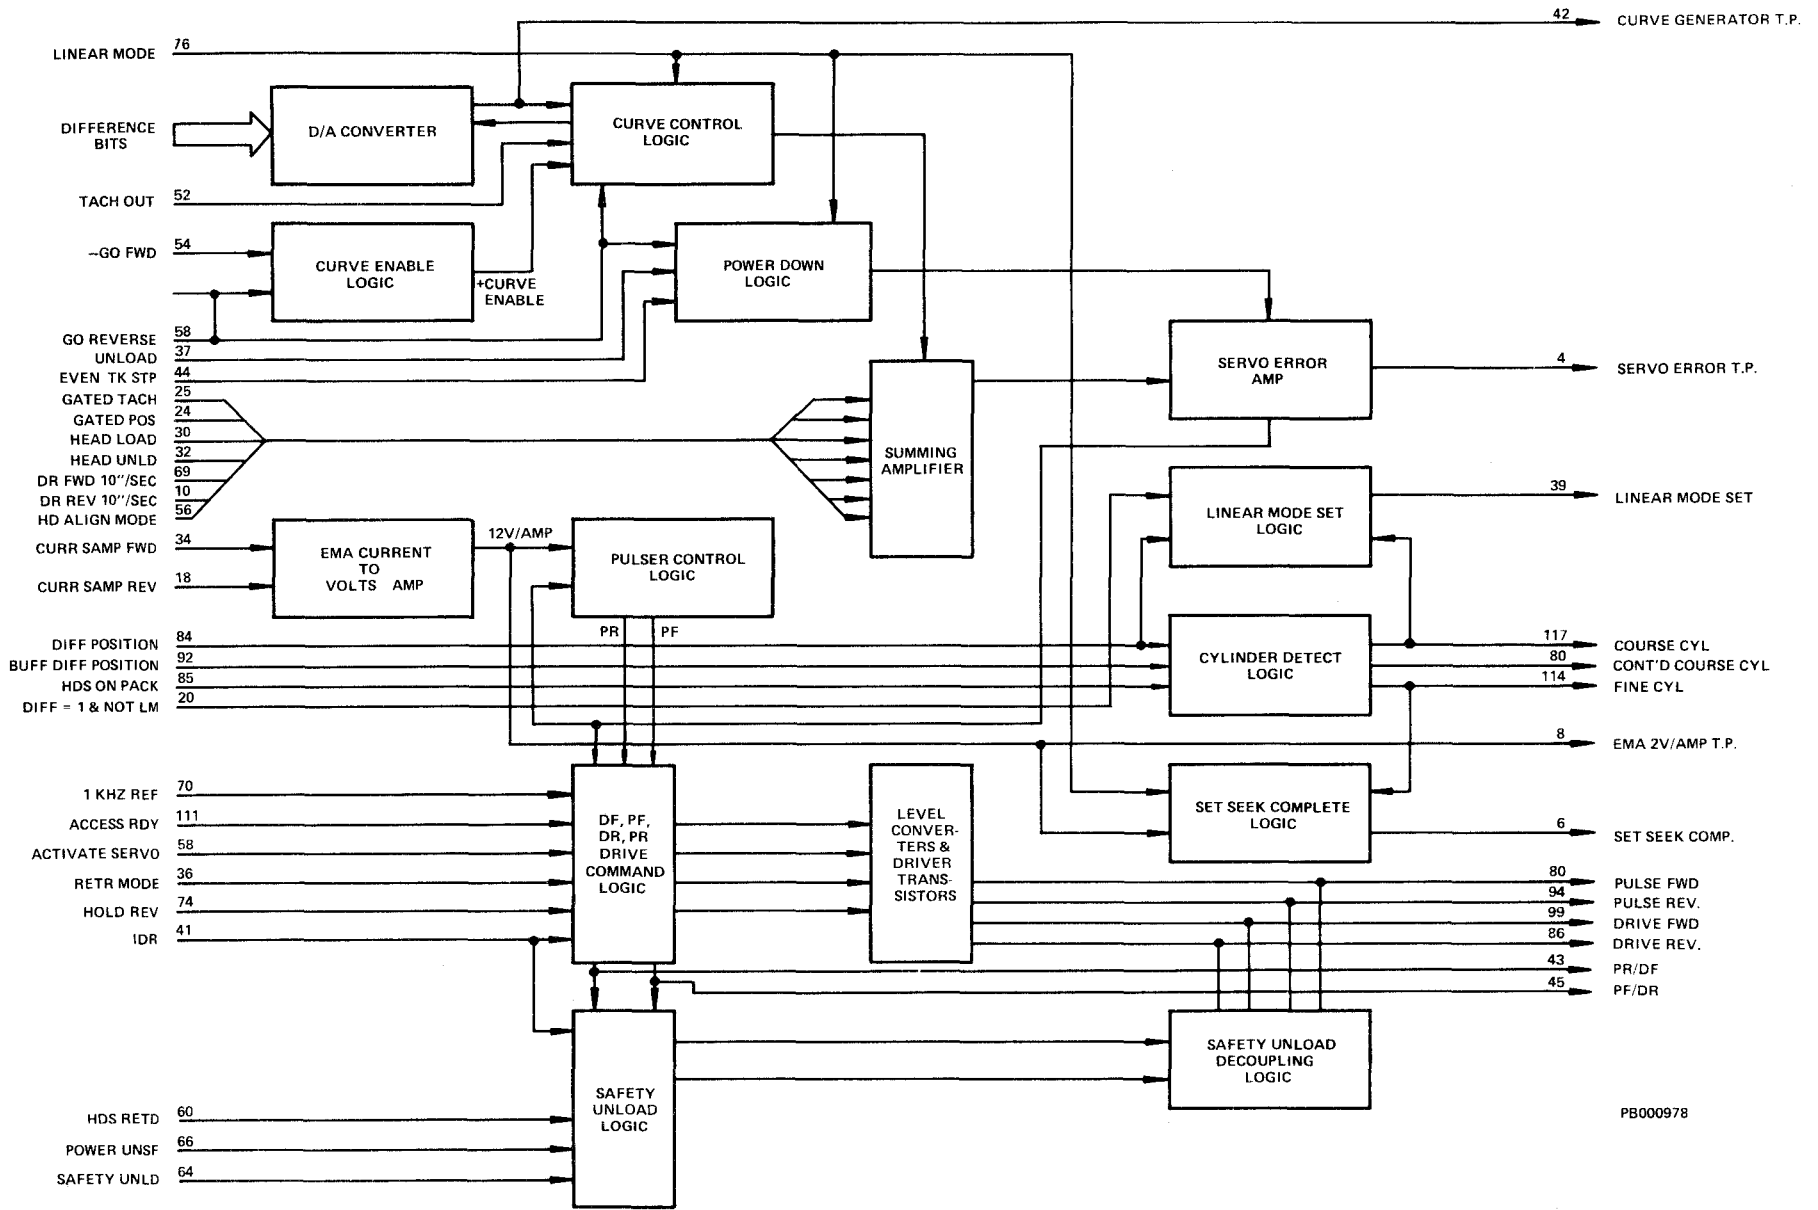 42
CURVE GENERATOR T.P.
LINEAR MODE
76
DIFFERENCE
BITS
D/A CONVERTER
CURVE CONTROL
LOGIC
TACH OUT
52
~GO FWD
54
CURVE ENABLE
LOGIC
+CURVE
ENABLE
POWER DOWN
LOGIC
GO REVERSE
58
UNLOAD
37
EVEN TK STP
44
GATED TACH
25
GATED POS
24
HEAD LOAD
30
HEAD UNLD
32
DR FWD 10"/SEC
69
DR REV 10"/SEC
10
HD ALIGN MODE
56
SUMMING
AMPLIFIER
SERVO ERROR
AMP
4
SERVO ERROR T.P.
CURR SAMP FWD
34
CURR SAMP REV
18
EMA CURRENT
TO
VOLTS AMP
12V/AMP
PULSER CONTROL
LOGIC
PR
PF
LINEAR MODE SET
LOGIC
39
LINEAR MODE SET
DIFF POSITION
84
BUFF DIFF POSITION
92
HDS ON PACK
85
DIFF = 1 & NOT LM
20
CYLINDER DETECT
LOGIC
117
COURSE CYL
80
CONT'D COURSE CYL
114
FINE CYL
8
EMA 2V/AMP T.P.
1 KHZ REF
70
ACCESS RDY
111
ACTIVATE SERVO
58
RETR MODE
36
HOLD REV
74
IDR
41
DF, PF,
DR, PR
DRIVE
COMMAND
LOGIC
LEVEL
CONVER-
TERS &
DRIVER
TRANS-
SISTORS
SET SEEK COMPLETE
LOGIC
6
SET SEEK COMP.
80
PULSE FWD
94
PULSE REV.
99
DRIVE FWD
86
DRIVE REV.
43
PR/DF
45
PF/DR
SAFETY UNLOAD
DECOUPLING
LOGIC
SAFETY
UNLOAD
LOGIC
HDS RETD
60
POWER UNSF
66
SAFETY UNLD
64
PB000978